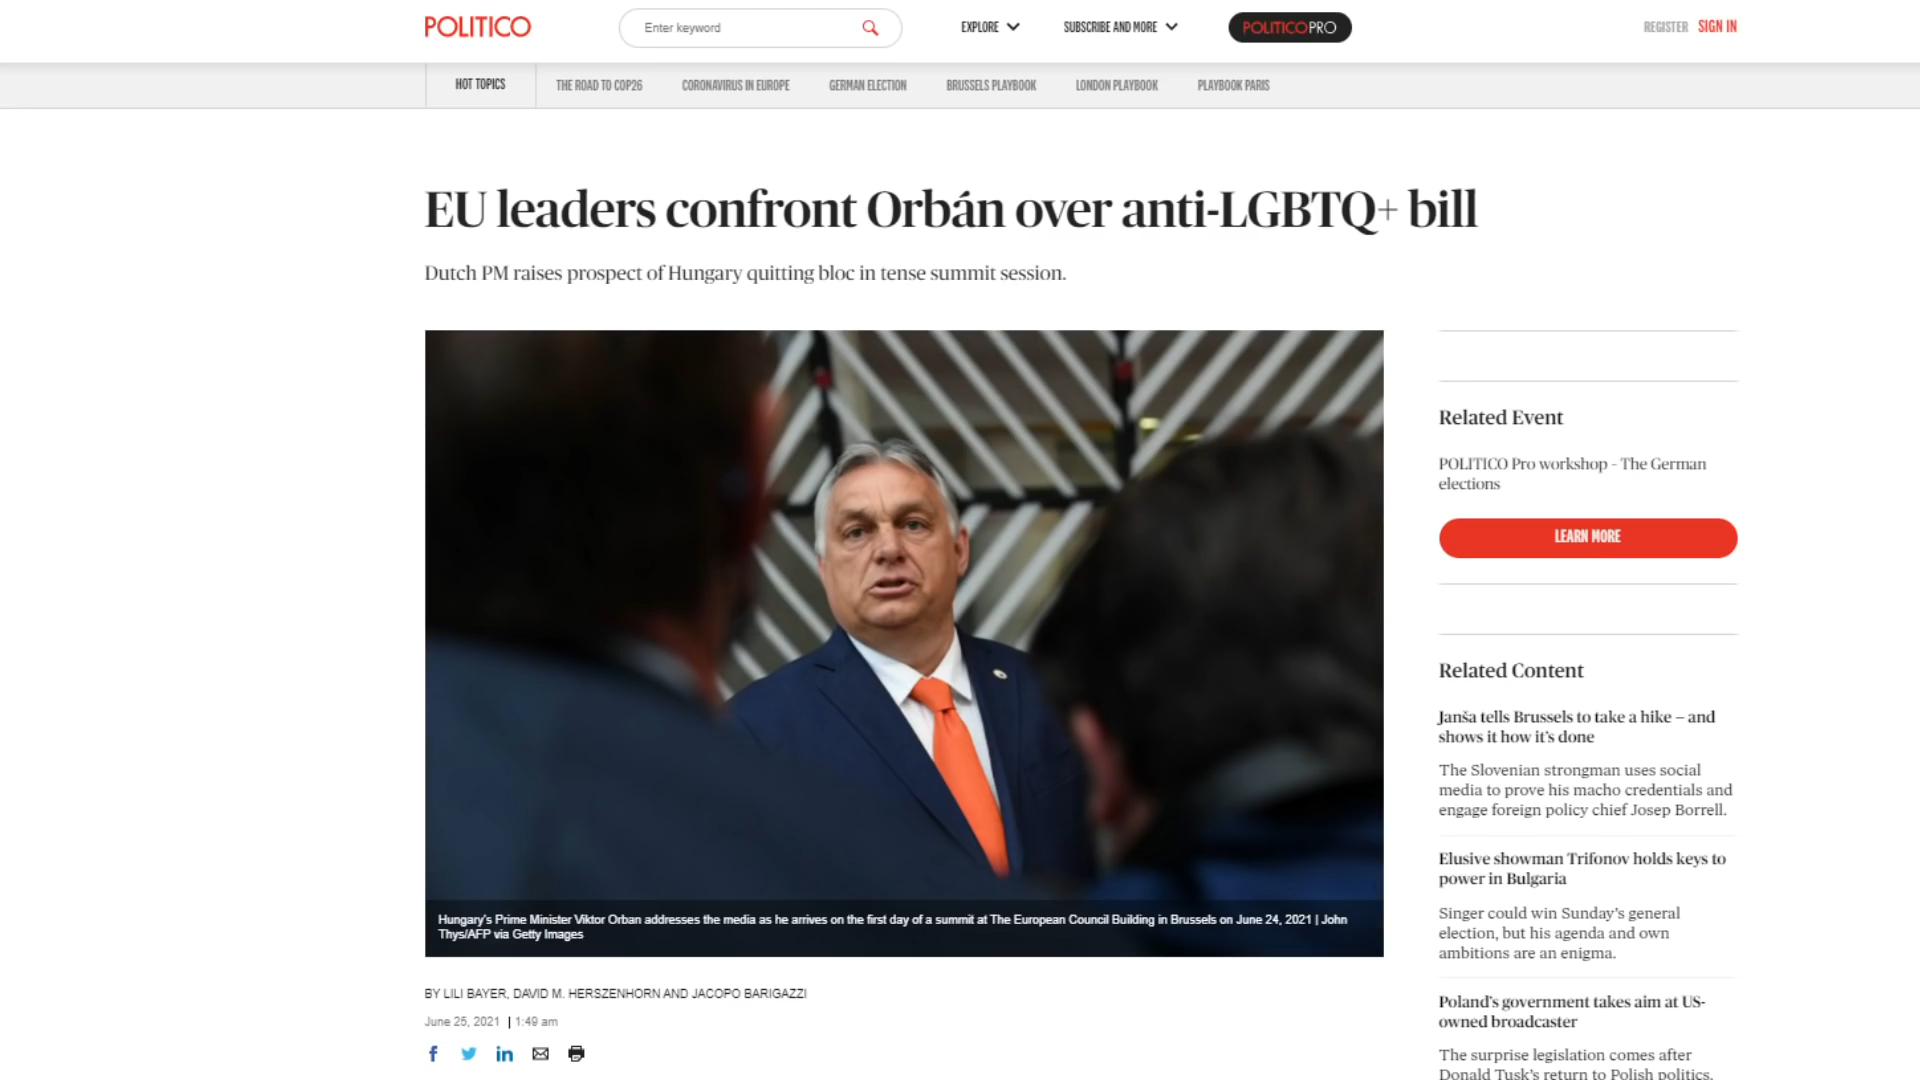 POLITICO
Enter keyword
EXPLORE
SUBSCRIBE AND MORE
POLITICOPRO
REGISTER
SIGN IN
HOT TOPICS
THE ROAD TO COP26
CORONAVIRUS IN EUROPE
GERMAN ELECTION
BRUSSELS PLAYBOOK
LONDON PLAYBOOK
PLAYBOOK PARIS
EU leaders confront Orbán over anti-LGBTQ+ bill
Dutch PM raises prospect of Hungary quitting bloc in tense summit session.
Hungary's Prime Minister Viktor Orban addresses the media as he arrives on the first day of a summit at The European Council Building in Brussels on June 24, 2021 | John
Thys/AFP via Getty Images
BY LILI BAYER, DAVID M. HERSZENHORN AND JACOPO BARIGAZZI
June 25, 2021 | 1:49 am
Related Event
POLITICO Pro workshop - The German
elections
LEARN MORE
Related Content
Janša tells Brussels to take a hike – and
shows it how it's done
The Slovenian strongman uses social
media to prove his macho credentials and
engage foreign policy chief Josep Borrell.
Elusive showman Trifonov holds keys to
power in Bulgaria
Singer could win Sunday's general
election, but his agenda and own
ambitions are an enigma.
Poland's government takes aim at US-
owned broadcaster
The surprise legislation comes after
Donald Tusk's return to Polish politics.